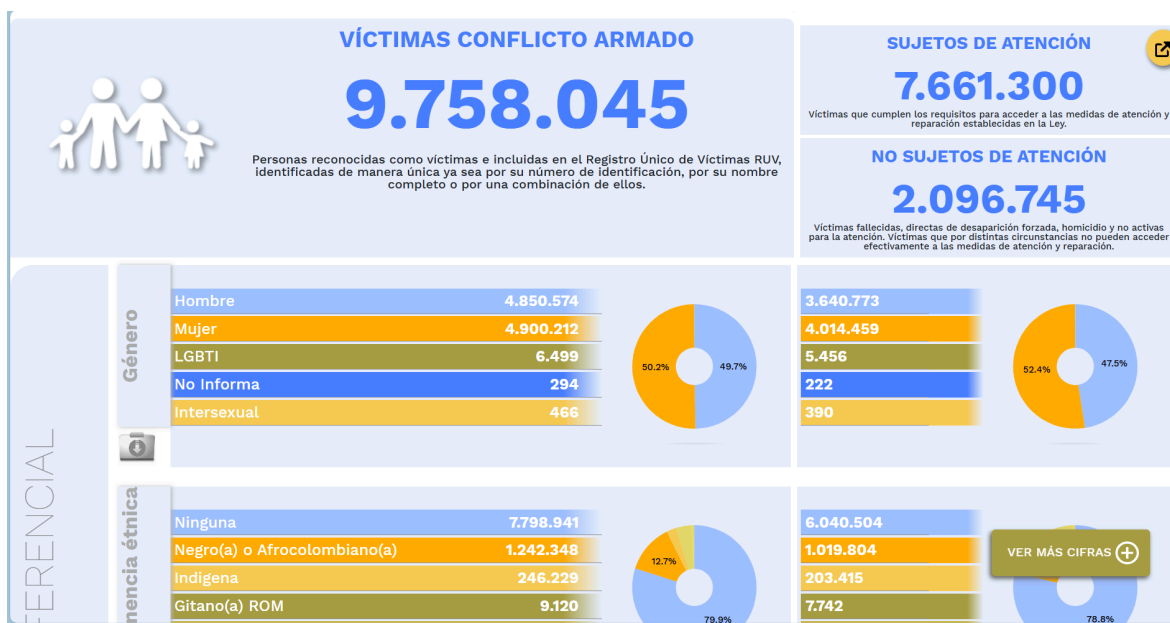 VÍCTIMAS CONFLICTO ARMADO
9.758.045
Personas reconocidas como víctimas e incluidas en el Registro Único de Víctimas RUV,
identificadas de manera única ya sea por su número de identificación, por su nombre
completo o por una combinación de ellos.
SUJETOS DE ATENCIÓN
7.661.300
Víctimas que cumplen los requisitos para acceder a las medidas de atención y
reparación establecidas en la Ley.
NO SUJETOS DE ATENCIÓN
2.096.745
Víctimas fallecidas, directas de desaparición forzada, homicidio y no activas
para la atención. Víctimas que por distintas circunstancias no pueden acceder
efectivamente a las medidas de atención y reparación.
FERENCIAL
Género
Hombre 4.850.574
Mujer 4.900.212
LGBTI 6.499
No Informa 294
Intersexual 466
50.2% 49.7%
3.640.773
4.014.459
5.456
222
390
52.4% 47.5%
nencia étnica
Ninguna 7.798.941
Negro(a) o Afrocolombiano(a) 1.242.348
Indigena 246.229
Gitano(a) ROM 9.120
12.7%
79.9%
6.040.504
1.019.804
203.415
7.742
VER MÁS CIFRAS
78.8%